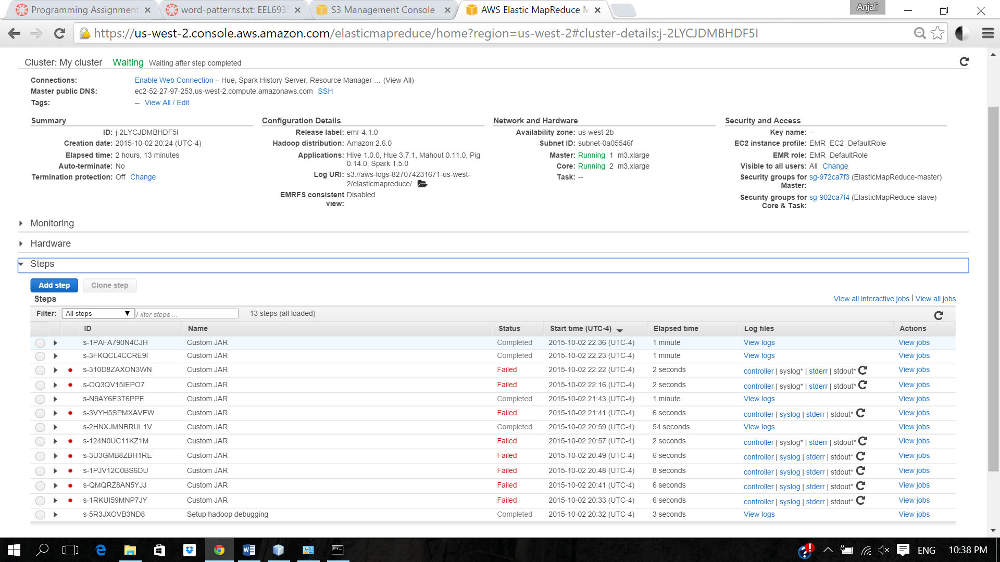 Programming Assignment
word-patterns.txt: EEL693
S3 Management Console
AWS Elastic MapReduce M
Anjali
https://us-west-2.console.aws.amazon.com/elasticmapreduce/home?region=us-west-2#cluster-details:j-2LYCJDMBHDF5I
Cluster: My cluster Waiting Waiting after step completed
Connections: Enable Web Connection – Hue, Spark History Server, Resource Manager … (View All)
Master public DNS: ec2-52-27-97-253.us-west-2.compute.amazonaws.com SSH
Tags: -- View All / Edit
Summary
ID: j-2LYCJDMBHDF5I
Creation date: 2015-10-02 20:24 (UTC-4)
Elapsed time: 2 hours, 13 minutes
Auto-terminate: No
Termination protection: Off Change
Configuration Details
Release label: emr-4.1.0
Hadoop distribution: Amazon 2.6.0
Applications: Hive 1.0.0, Hue 3.7.1, Mahout 0.11.0, Pig
0.14.0, Spark 1.5.0
Log URI: s3://aws-logs-827074231671-us-west-
2/elasticmapreduce/
EMRFS consistent Disabled
view:
Network and Hardware
Availability zone: us-west-2b
Subnet ID: subnet-0a05546f
Master: Running 1 m3.xlarge
Core: Running 2 m3.xlarge
Task: --
Security and Access
Key name: --
EC2 instance profile: EMR_EC2_DefaultRole
EMR role: EMR_DefaultRole
Visible to all users: All Change
Security groups for sg-972ca7f3 (ElasticMapReduce-master)
Master:
Security groups for sg-902ca7f4 (ElasticMapReduce-slave)
Core & Task:
Monitoring
Hardware
Steps
Add step Clone step
Steps View all interactive jobs | View all jobs
Filter: All steps Filter steps ... 13 steps (all loaded)
ID Name Status Start time (UTC-4) Elapsed time Log files Actions
s-1PAFA790N4CJH Custom JAR Completed 2015-10-02 22:36 (UTC-4) 1 minute View logs View jobs
s-3FKQCL4CCRE9I Custom JAR Completed 2015-10-02 22:23 (UTC-4) 1 minute View logs View jobs
s-310D8ZAXON3WN Custom JAR Failed 2015-10-02 22:22 (UTC-4) 2 seconds controller | syslog* | stderr | stdout* View jobs
s-OQ3QV15IEPO7 Custom JAR Failed 2015-10-02 22:16 (UTC-4) 2 seconds controller | syslog* | stderr | stdout* View jobs
s-N9AY6E3T6PPE Custom JAR Completed 2015-10-02 21:43 (UTC-4) 1 minute View logs View jobs
s-3VYH5SPMXAVEW Custom JAR Failed 2015-10-02 21:41 (UTC-4) 6 seconds controller | syslog | stderr | stdout* View jobs
s-2HNXJMNBRUL1V Custom JAR Completed 2015-10-02 20:59 (UTC-4) 54 seconds View logs View jobs
s-124N0UC11KZ1M Custom JAR Failed 2015-10-02 20:57 (UTC-4) 2 seconds controller | syslog* | stderr | stdout* View jobs
s-3U3GMB8ZBH1RE Custom JAR Failed 2015-10-02 20:49 (UTC-4) 6 seconds controller | syslog | stderr | stdout* View jobs
s-1PJV12C0BS6DU Custom JAR Failed 2015-10-02 20:48 (UTC-4) 8 seconds controller | syslog | stderr | stdout* View jobs
s-QMQRZ8AN5YJJ Custom JAR Failed 2015-10-02 20:41 (UTC-4) 6 seconds controller | syslog | stderr | stdout* View jobs
s-1RKUI59MNP7JY Custom JAR Failed 2015-10-02 20:33 (UTC-4) 6 seconds controller | syslog | stderr | stdout* View jobs
s-5R3JXOVB3ND8 Setup hadoop debugging Completed 2015-10-02 20:32 (UTC-4) 3 seconds View logs View jobs
ENG 10:38 PM